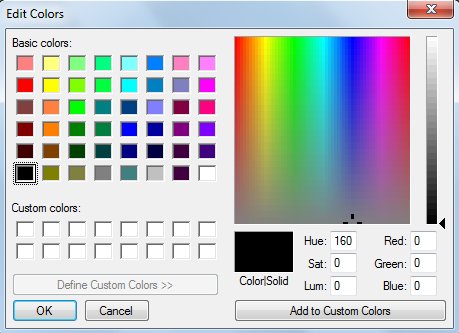 Edit Colors
Basic colors:
Custom colors:
Define Custom Colors >>
OK Cancel
Color|Solid
Hue: 160 Red: 0
Sat: 0 Green: 0
Lum: 0 Blue: 0
Add to Custom Colors